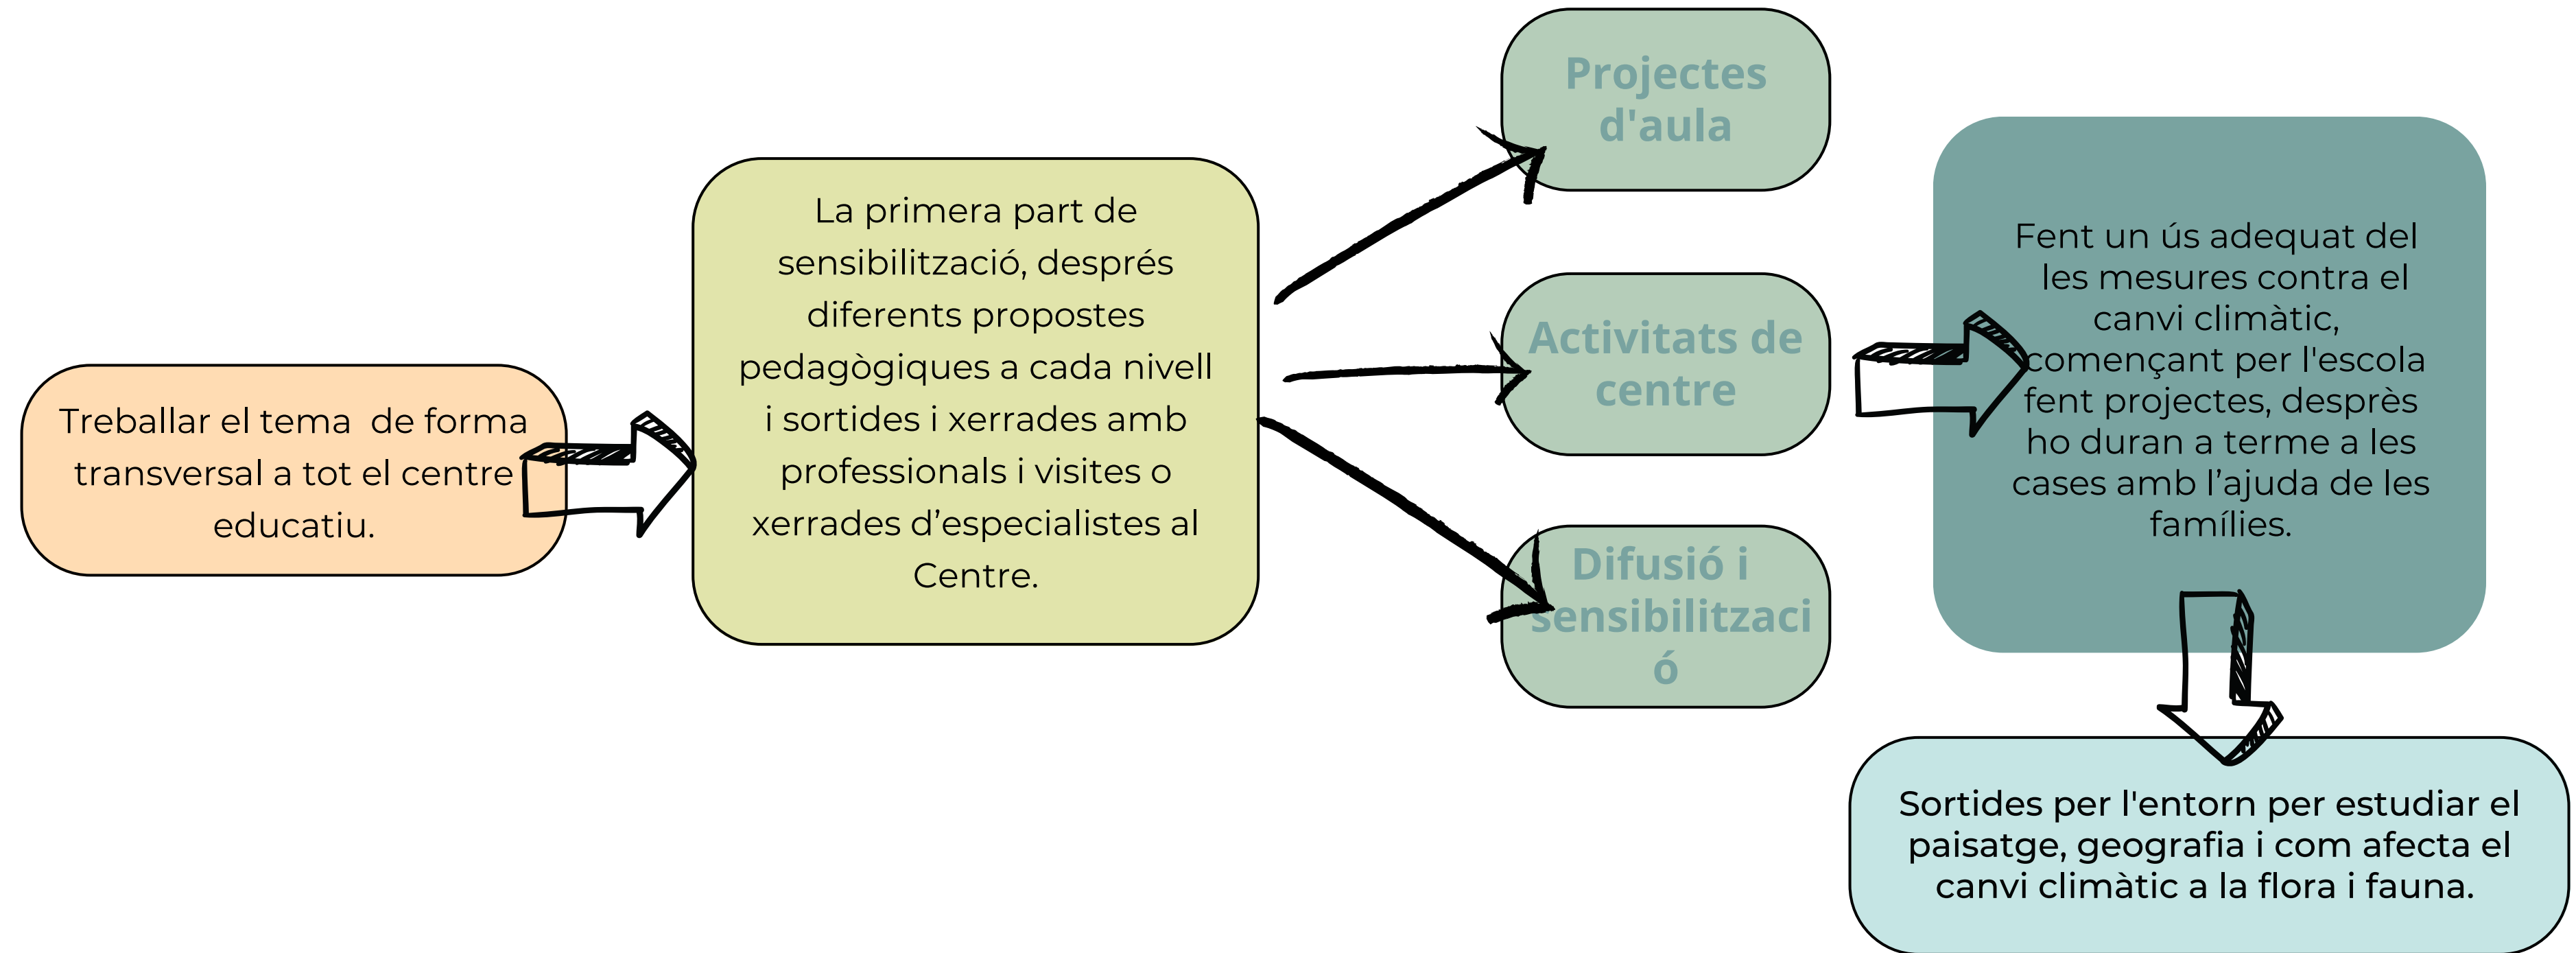 Treballar el tema  de forma
transversal a tot el centre
educatiu.
La primera part de
sensibilització, després
diferents propostes
pedagògiques a cada nivell
i sortides i xerrades amb
professionals i visites o
xerrades d’especialistes al
Centre.
Projectes
d'aula
Activitats de
centre
Difusió i
sensibilitzaci
ó
Fent un ús adequat del
les mesures contra el
canvi climàtic,
començant per l'escola
fent projectes, desprès
ho duran a terme a les
cases amb l’ajuda de les
famílies.
Sortides per l'entorn per estudiar el
paisatge, geografia i com afecta el
canvi climàtic a la flora i fauna.